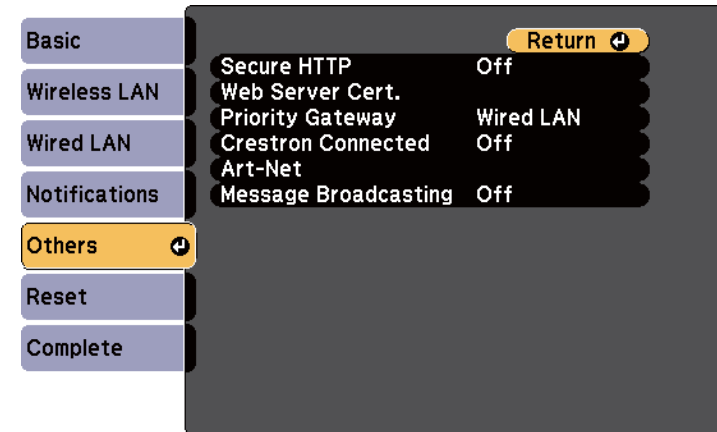 Basic
Wireless LAN
Wired LAN
Notifications
Others
Reset
Complete
Return
Secure HTTP Off
Web Server Cert.
Priority Gateway Wired LAN
Crestron Connected Off
Art-Net
Message Broadcasting Off